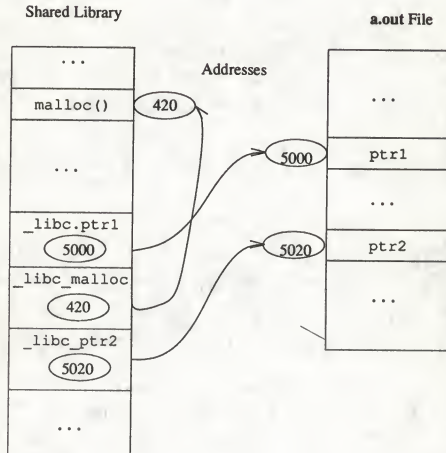 Shared Library
a.out File
Addresses
...
malloc()
420
...
...
5000
ptr1
_libc.ptr1
5000
...
5020
ptr2
_libc_malloc
420
...
_libc_ptr2
5020
...